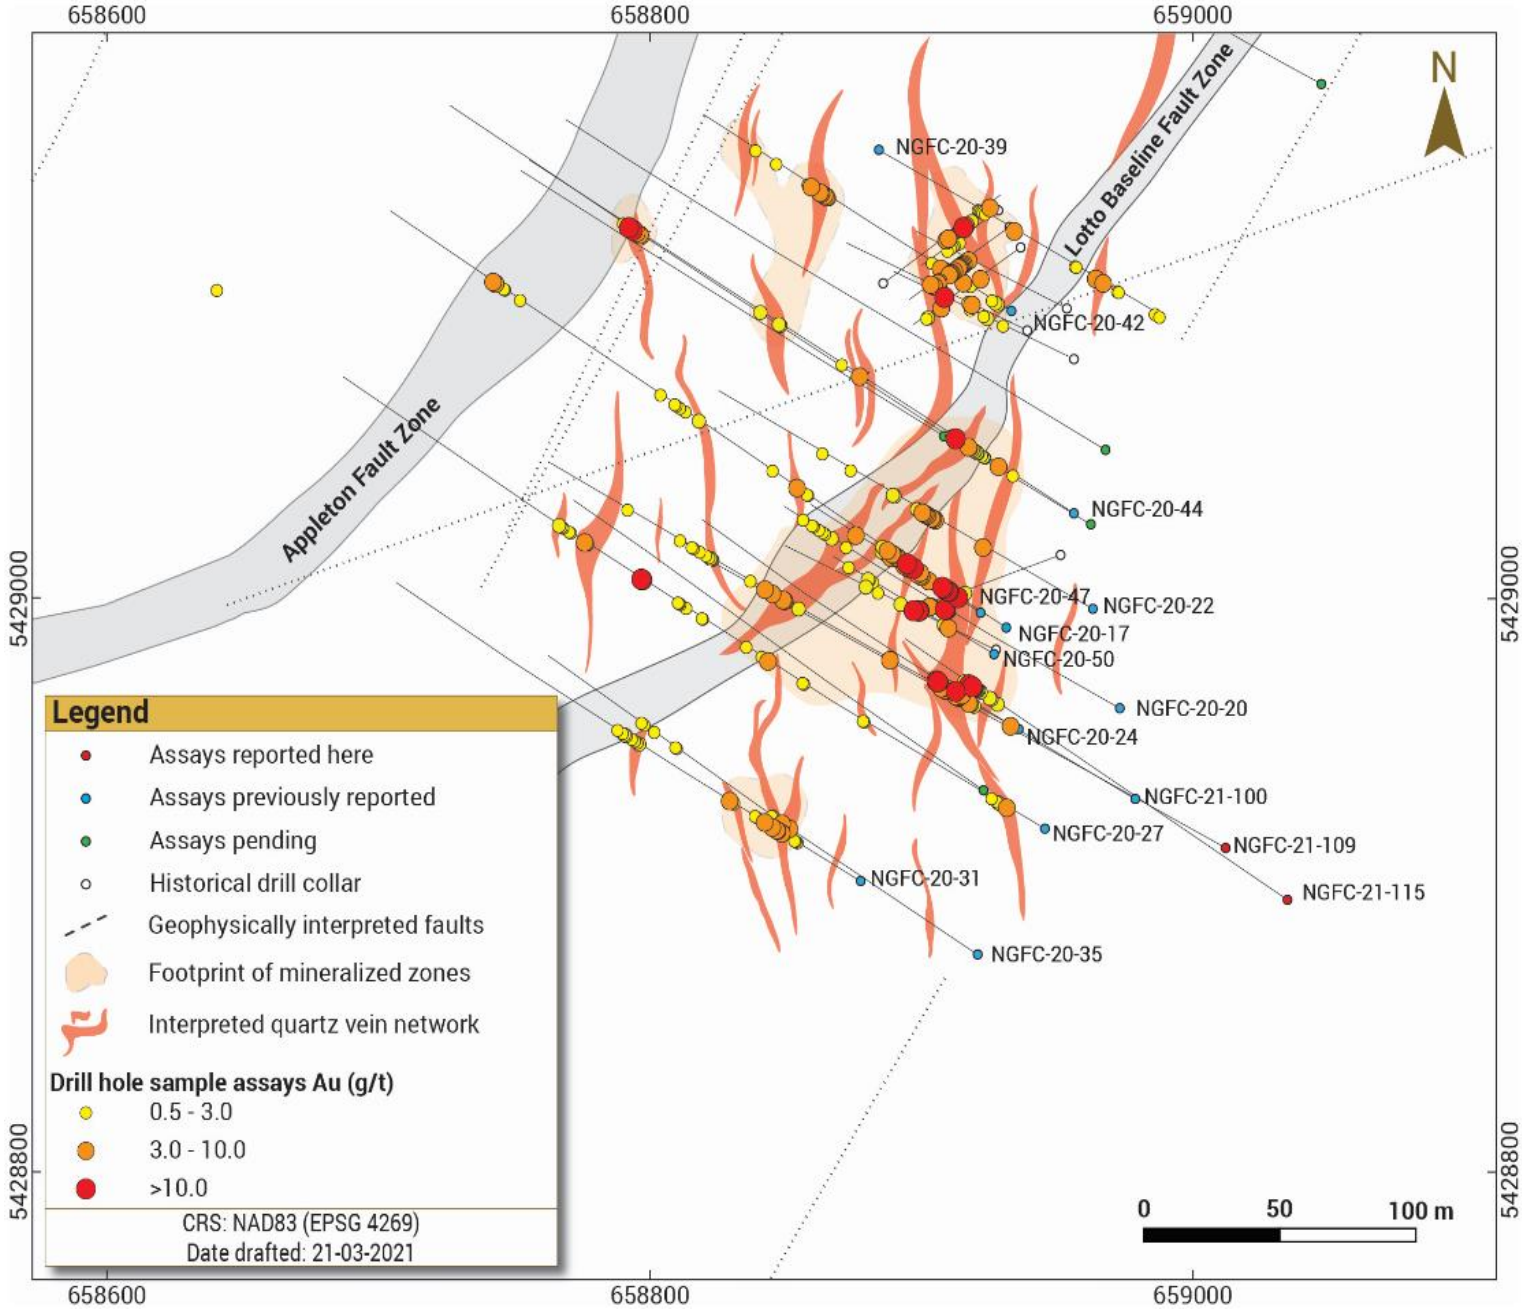 658600
658800
659000
N
Lotto Baseline Fault Zone
NGFC-20-39
NGFC-20-42
Appleton Fault Zone
NGFC-20-44
5429000
5429000
NGFC-20-47
NGFC-20-22
NGFC-20-17
NGFC-20-50
NGFC-20-20
NGFC-20-24
NGFC-21-100
NGFC-20-27
NGFC-21-109
NGFC-20-31
NGFC-21-115
NGFC-20-35
Legend
Assays reported here
Assays previously reported
Assays pending
Historical drill collar
Geophysically interpreted faults
Footprint of mineralized zones
Interpreted quartz vein network
Drill hole sample assays Au (g/t)
0.5 - 3.0
3.0 - 10.0
>10.0
CRS: NAD83 (EPSG 4269)
Date drafted: 21-03-2021
5428800
5428800
0 50 100 m
658600
658800
659000